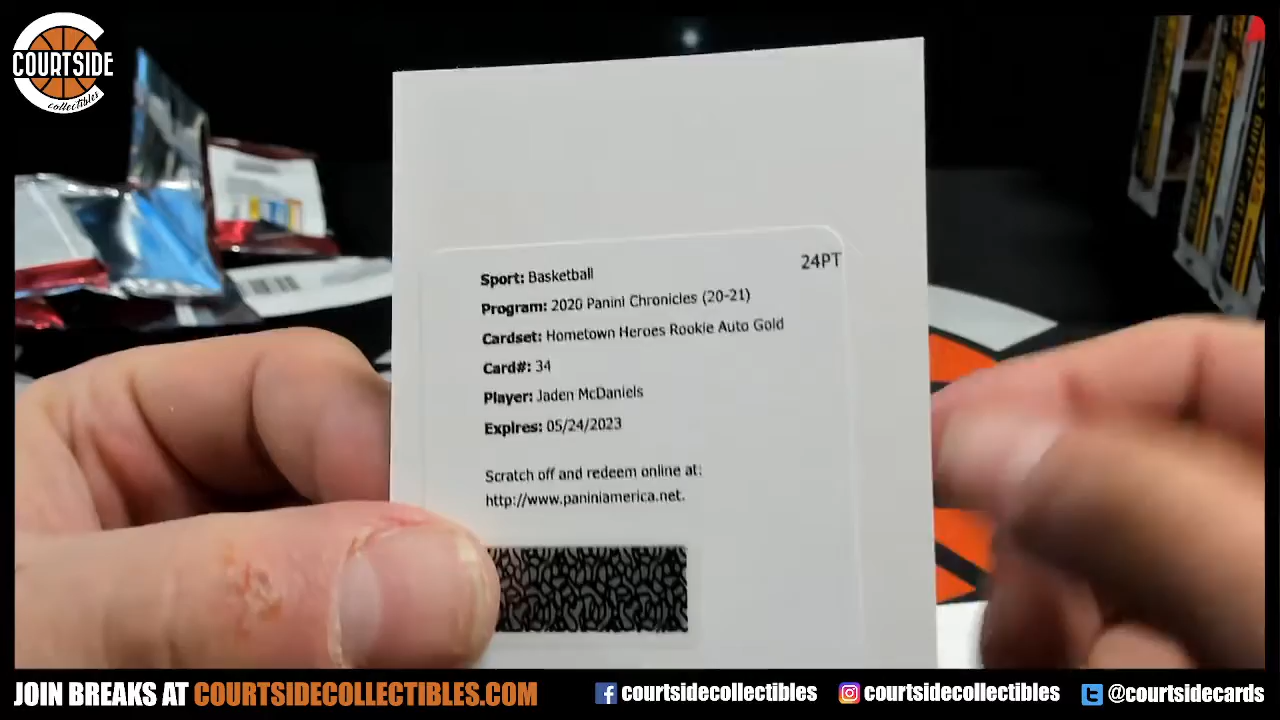 COURTSIDE
collectibles
24PT
Sport: Basketball
Program: 2020 Panini Chronicles (20-21)
Cardset: Hometown Heroes Rookie Auto Gold
Card#: 34
Player: Jaden McDaniels
Expires: 05/24/2023
Scratch off and redeem online at:
http://www.paniniamerica.net.
JOIN BREAKS AT COURTSIDECOLLECTIBLES.COM
courtsidecollectibles
courtsidecollectibles
@courtsidecards